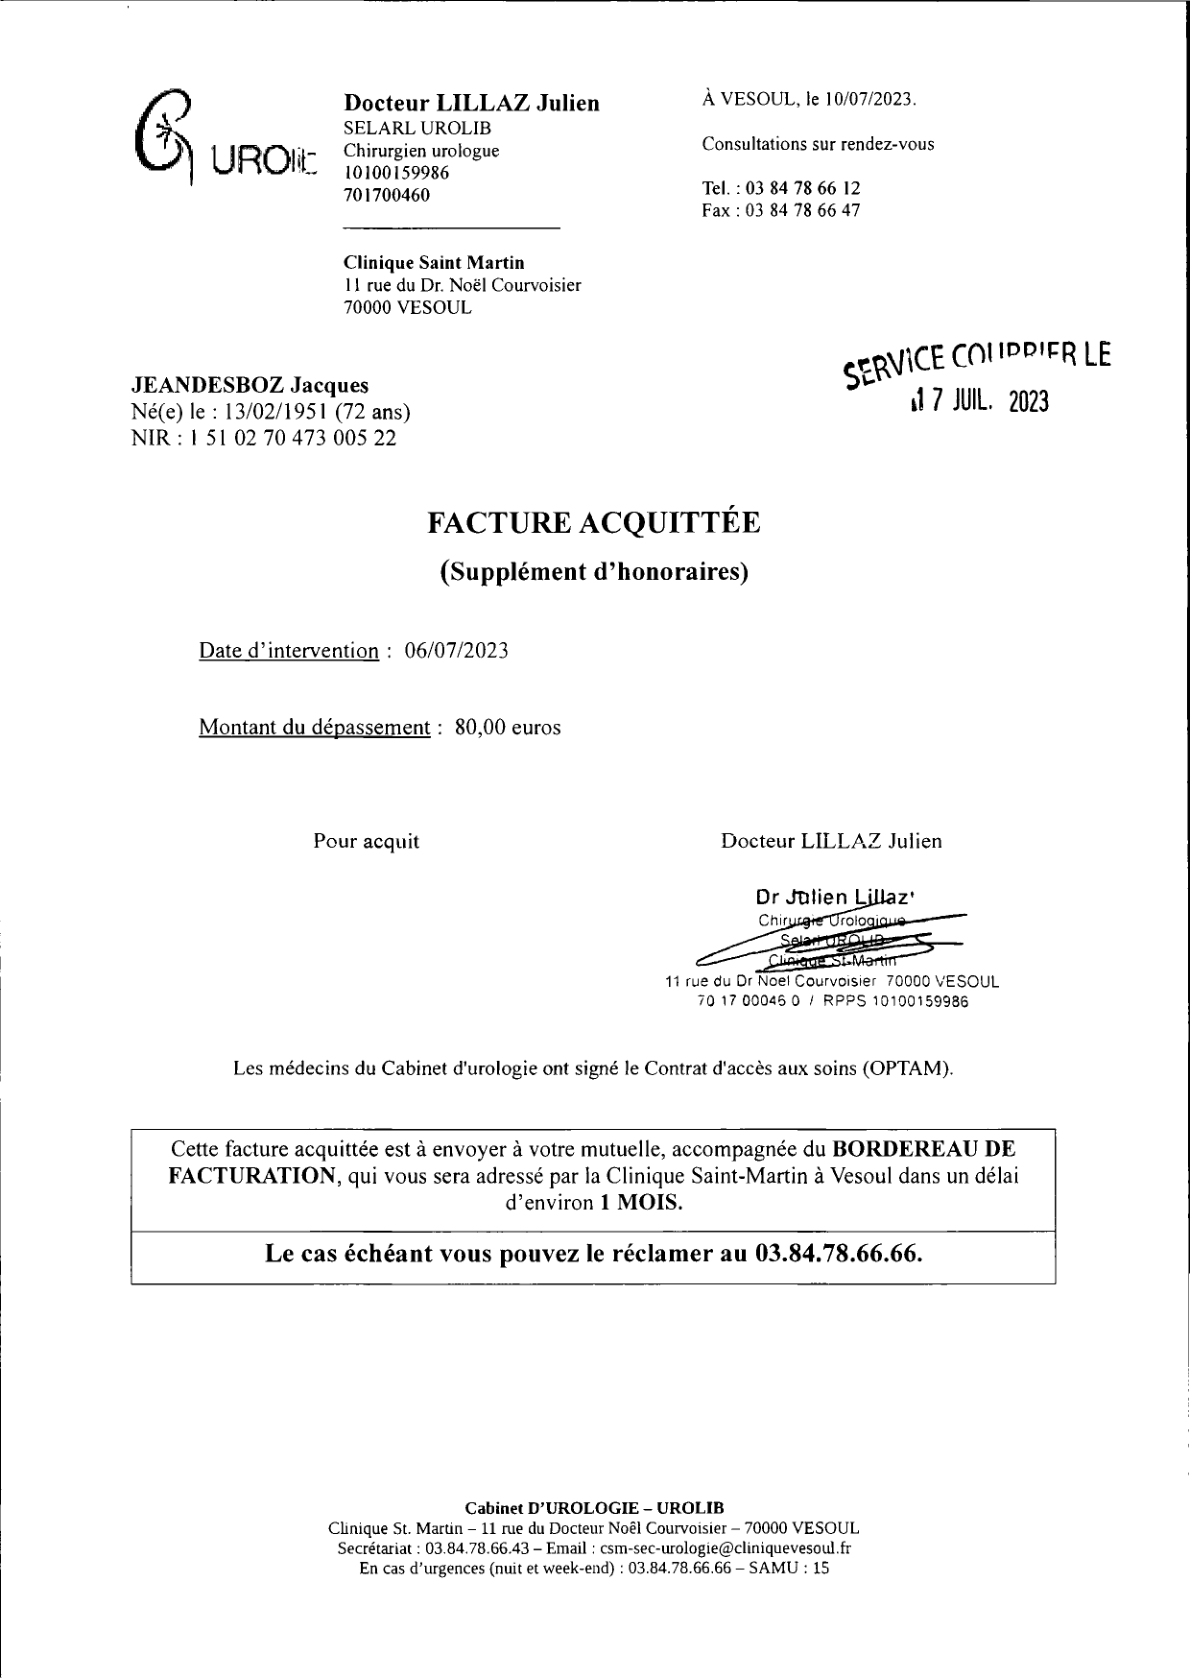 UROlib
Docteur LILLAZ Julien
SELARL UROLIB
Chirurgien urologue
10100159986
701700460
À VESOUL, le 10/07/2023.
Consultations sur rendez-vous
Tel. : 03 84 78 66 12
Fax : 03 84 78 66 47
Clinique Saint Martin
11 rue du Dr. Noël Courvoisier
70000 VESOUL
SERVICE COURRIER LE
17 JUIL. 2023
JEANDESBOZ Jacques
Né(e) le : 13/02/1951 (72 ans)
NIR : 1 51 02 70 473 005 22
FACTURE ACQUITTÉE
(Supplément d'honoraires)
Date d'intervention : 06/07/2023
Montant du dépassement : 80,00 euros
Pour acquit
Docteur LILLAZ Julien
Dr Julien Lillaz
Chirurgie Urologique
Selarl UROLIB
Clinique St-Martin
11 rue du Dr Noel Courvoisier 70000 VESOUL
70 17 00046 0 / RPPS 10100159986
Les médecins du Cabinet d'urologie ont signé le Contrat d'accès aux soins (OPTAM).
Cette facture acquittée est à envoyer à votre mutuelle, accompagnée du BORDEREAU DE
FACTURATION, qui vous sera adressé par la Clinique Saint-Martin à Vesoul dans un délai
d'environ 1 MOIS.
Le cas échéant vous pouvez le réclamer au 03.84.78.66.66.
Cabinet D'UROLOGIE – UROLIB
Clinique St. Martin – 11 rue du Docteur Noël Courvoisier – 70000 VESOUL
Secrétariat : 03.84.78.66.43 – Email : csm-sec-urologie@cliniquevesoul.fr
En cas d'urgences (nuit et week-end) : 03.84.78.66.66 – SAMU : 15